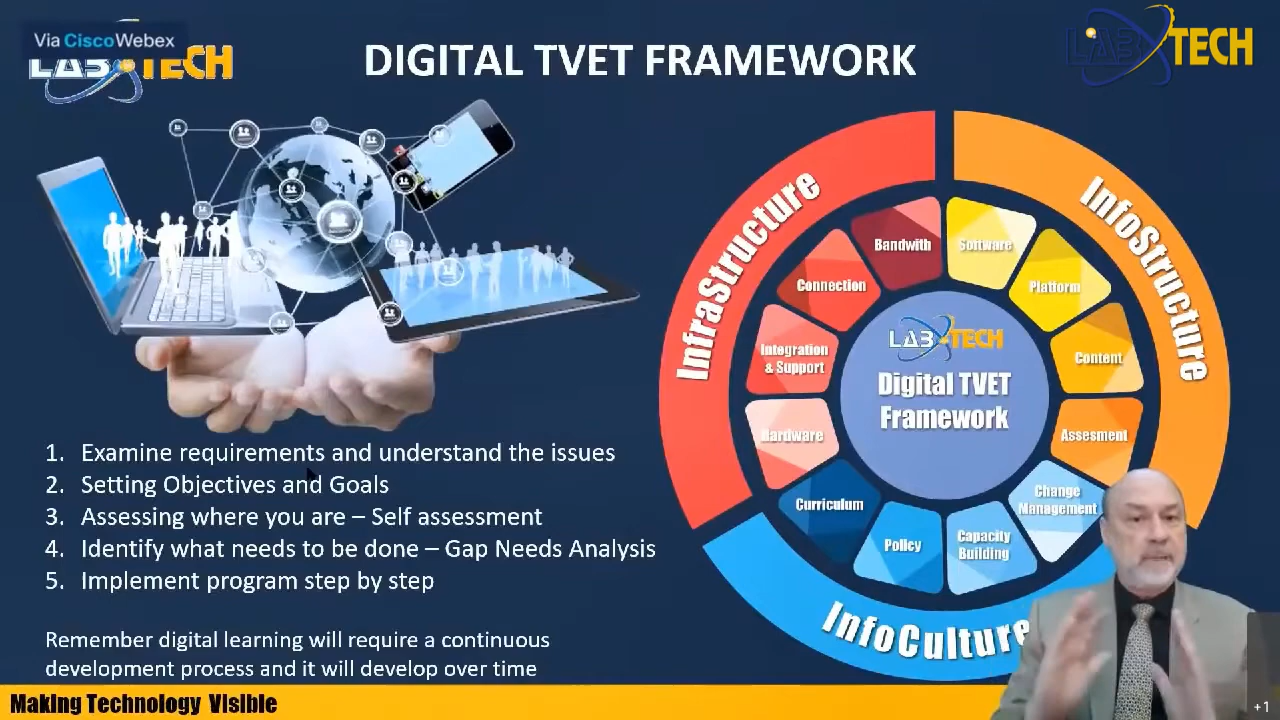 Via Cisco Webex
LAB TECH
DIGITAL TVET FRAMEWORK
LAB TECH
InfraStructure
InfoStructure
Bandwith
Software
Connection
Platform
Integration
& Support
Content
Hardware
Assesment
LAB TECH
Digital TVET
Framework
Curriculum
Change
Management
Policy
Capacity
Building
InfoCulture
1. Examine requirements and understand the issues
2. Setting Objectives and Goals
3. Assessing where you are – Self assessment
4. Identify what needs to be done – Gap Needs Analysis
5. Implement program step by step
Remember digital learning will require a continuous
development process and it will develop over time
Making Technology Visible
+1